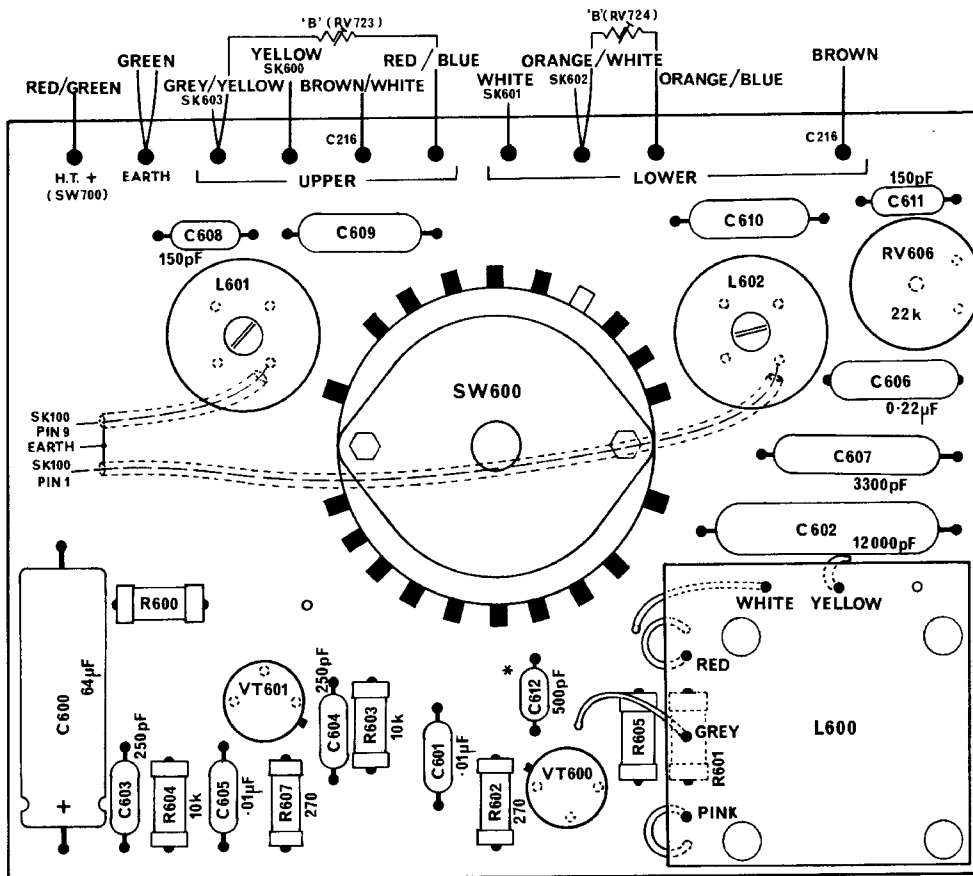 'B' (RV723)
'B' (RV724)
GREEN
YELLOW
SK600
RED / BLUE
ORANGE / WHITE
SK602
BROWN
RED/GREEN
GREY/YELLOW
SK603
BROWN/WHITE
WHITE
SK601
ORANGE/BLUE
C216
C216
H.T. +
(SW700)
EARTH
UPPER
LOWER
150pF
C611
C608
150pF
C609
C610
RV606
22k
L601
L602
SW600
C606
0·22µF
SK100
PIN 9
EARTH
SK100
PIN 1
C607
3300pF
C602
12000pF
WHITE YELLOW
R600
C600
64µF
+
VT601
250pF
C604
R603
10k
*
C612
500pF
RED
GREY
L600
R605
R601
250pF
C603
R604
10k
C605
·01µF
R607
270
C601
·01µF
R602
270
VT600
PINK